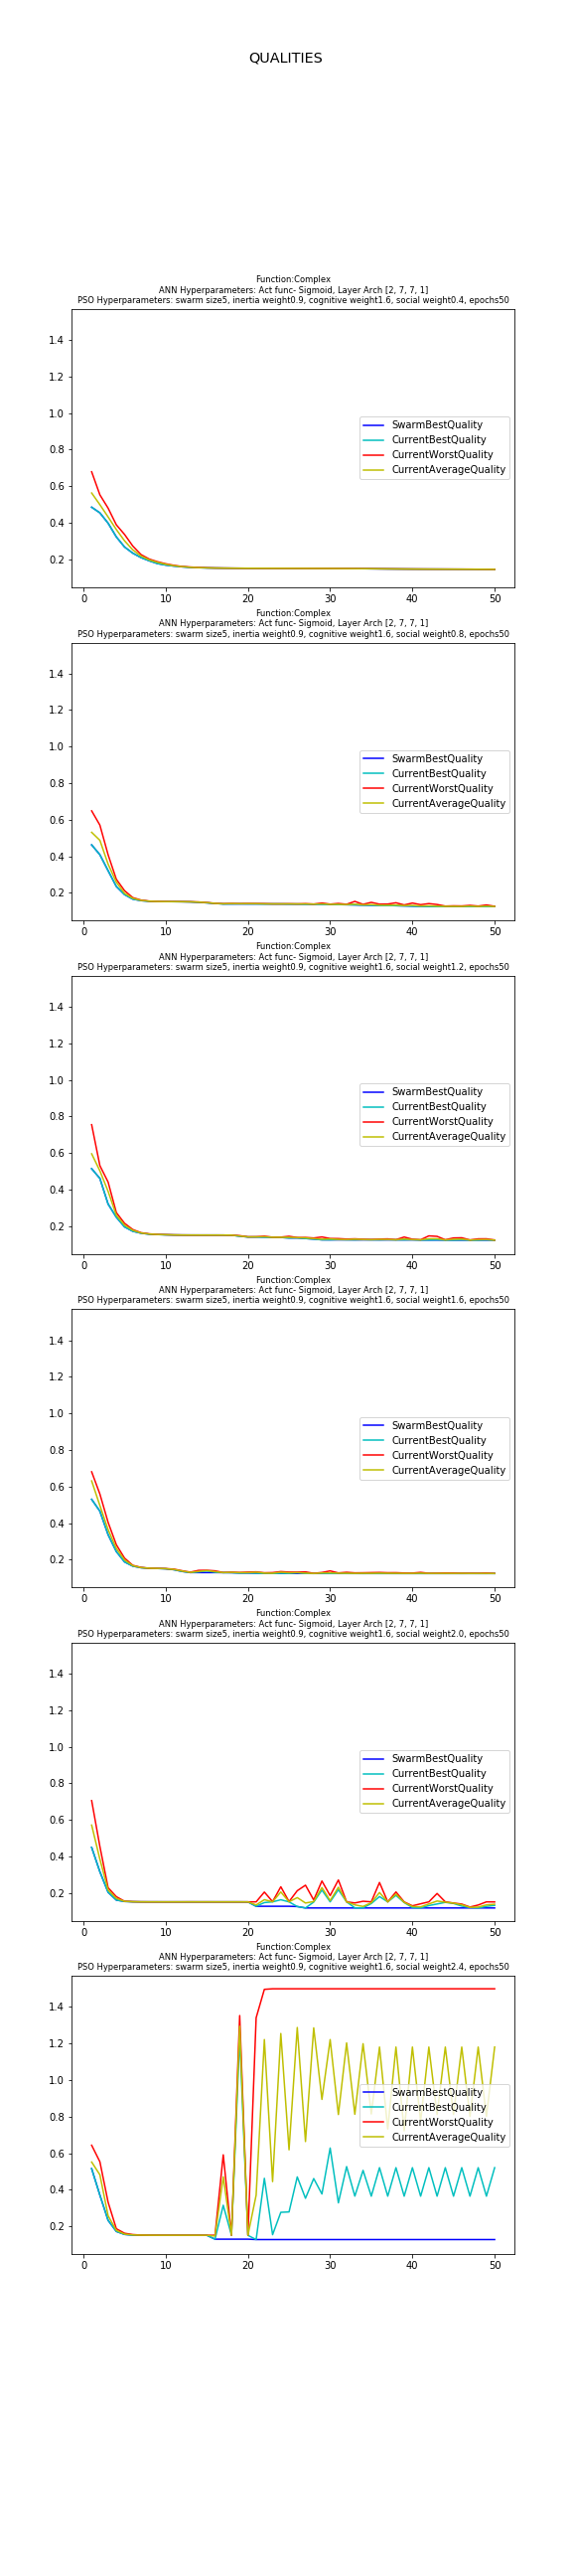 QUALITIES
Function:Complex
ANN Hyperparameters: Act func- Sigmoid, Layer Arch [2, 7, 7, 1]
PSO Hyperparameters: swarm size5, inertia weight0.9, cognitive weight1.6, social weight0.4, epochs50
1.4
1.2
1.0
0.8
0.6
0.4
0.2
SwarmBestQuality
CurrentBestQuality
CurrentWorstQuality
CurrentAverageQuality
0 10 20 30 40 50
Function:Complex
ANN Hyperparameters: Act func- Sigmoid, Layer Arch [2, 7, 7, 1]
PSO Hyperparameters: swarm size5, inertia weight0.9, cognitive weight1.6, social weight0.8, epochs50
1.4
1.2
1.0
0.8
0.6
0.4
0.2
SwarmBestQuality
CurrentBestQuality
CurrentWorstQuality
CurrentAverageQuality
0 10 20 30 40 50
Function:Complex
ANN Hyperparameters: Act func- Sigmoid, Layer Arch [2, 7, 7, 1]
PSO Hyperparameters: swarm size5, inertia weight0.9, cognitive weight1.6, social weight1.2, epochs50
1.4
1.2
1.0
0.8
0.6
0.4
0.2
SwarmBestQuality
CurrentBestQuality
CurrentWorstQuality
CurrentAverageQuality
0 10 20 30 40 50
Function:Complex
ANN Hyperparameters: Act func- Sigmoid, Layer Arch [2, 7, 7, 1]
PSO Hyperparameters: swarm size5, inertia weight0.9, cognitive weight1.6, social weight1.6, epochs50
1.4
1.2
1.0
0.8
0.6
0.4
0.2
SwarmBestQuality
CurrentBestQuality
CurrentWorstQuality
CurrentAverageQuality
0 10 20 30 40 50
Function:Complex
ANN Hyperparameters: Act func- Sigmoid, Layer Arch [2, 7, 7, 1]
PSO Hyperparameters: swarm size5, inertia weight0.9, cognitive weight1.6, social weight2.0, epochs50
1.4
1.2
1.0
0.8
0.6
0.4
0.2
SwarmBestQuality
CurrentBestQuality
CurrentWorstQuality
CurrentAverageQuality
0 10 20 30 40 50
Function:Complex
ANN Hyperparameters: Act func- Sigmoid, Layer Arch [2, 7, 7, 1]
PSO Hyperparameters: swarm size5, inertia weight0.9, cognitive weight1.6, social weight2.4, epochs50
1.4
1.2
1.0
0.8
0.6
0.4
0.2
SwarmBestQuality
CurrentBestQuality
CurrentWorstQuality
CurrentAverageQuality
0 10 20 30 40 50